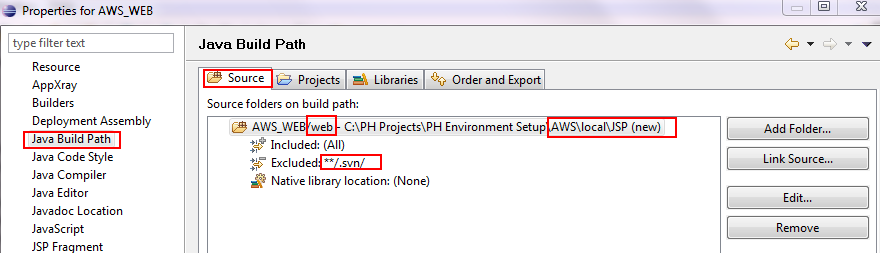 Properties for AWS_WEB
type filter text
Resource
AppXray
Builders
Deployment Assembly
Java Build Path
Java Code Style
Java Compiler
Java Editor
Javadoc Location
JavaScript
JSP Fragment
Java Build Path
Source Projects Libraries Order and Export
Source folders on build path:
AWS_WEB/web - C:\PH Projects\PH Environment Setup\AWS\local\JSP (new)
Included: (All)
Excluded: **/.svn/
Native library location: (None)
Add Folder...
Link Source...
Edit...
Remove